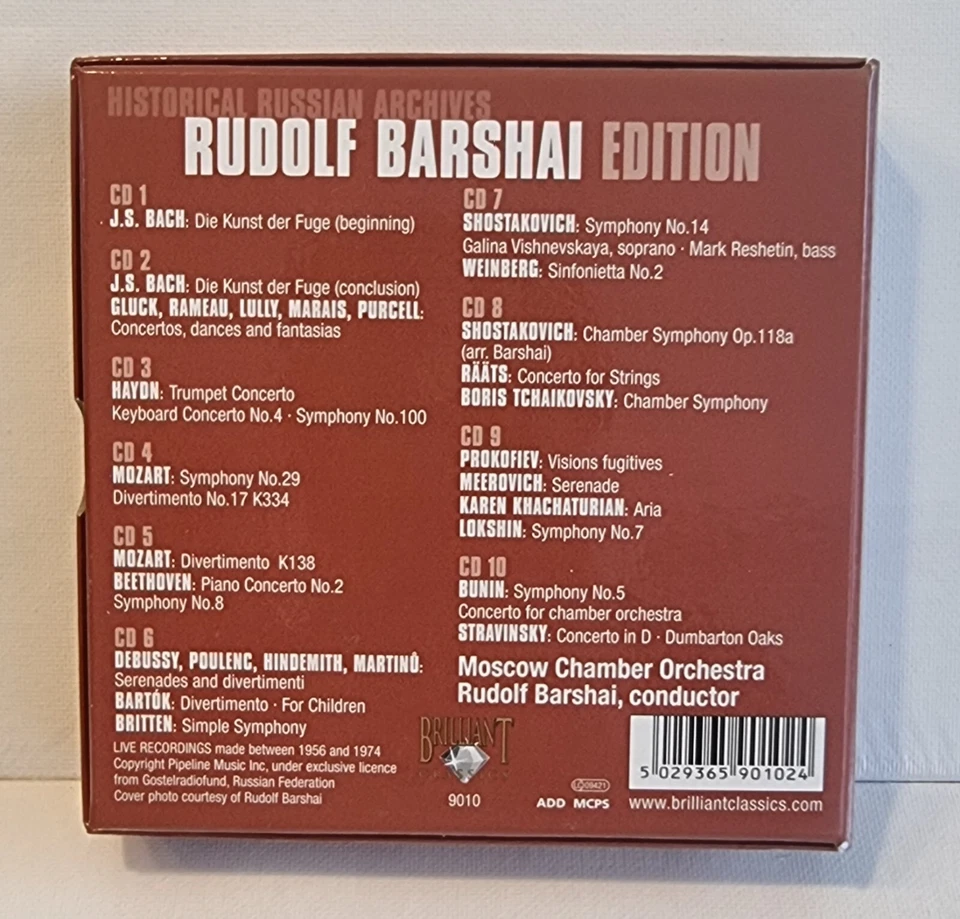 HISTORICAL RUSSIAN ARCHIVES
RUDOLF BARSHAI EDITION
CD 1
J.S. BACH: Die Kunst der Fuge (beginning)
CD 2
J.S. BACH: Die Kunst der Fuge (conclusion)
GLUCK, RAMEAU, LULLY, MARAIS, PURCELL:
Concertos, dances and fantasias
CD 3
HAYDN: Trumpet Concerto
Keyboard Concerto No.4 · Symphony No.100
CD 4
MOZART: Symphony No.29
Divertimento No.17 K334
CD 5
MOZART: Divertimento K138
BEETHOVEN: Piano Concerto No.2
Symphony No.8
CD 6
DEBUSSY, POULENC, HINDEMITH, MARTINŮ:
Serenades and divertimenti
BARTÓK: Divertimento · For Children
BRITTEN: Simple Symphony
LIVE RECORDINGS made between 1956 and 1974
Copyright Pipeline Music Inc, under exclusive licence
from Gostelradiofund, Russian Federation
Cover photo courtesy of Rudolf Barshai
CD 7
SHOSTAKOVICH: Symphony No.14
Galina Vishnevskaya, soprano · Mark Reshetin, bass
WEINBERG: Sinfonietta No.2
CD 8
SHOSTAKOVICH: Chamber Symphony Op.118a
(arr. Barshai)
RÄÄTS: Concerto for Strings
BORIS TCHAIKOVSKY: Chamber Symphony
CD 9
PROKOFIEV: Visions fugitives
MEEROVICH: Serenade
KAREN KHACHATURIAN: Aria
LOKSHIN: Symphony No.7
CD 10
BUNIN: Symphony No.5
Concerto for chamber orchestra
STRAVINSKY: Concerto in D · Dumbarton Oaks
Moscow Chamber Orchestra
Rudolf Barshai, conductor
BRILLIANT
CLASSICS
9010
ADD MCPS
5 029365 901024
www.brilliantclassics.com